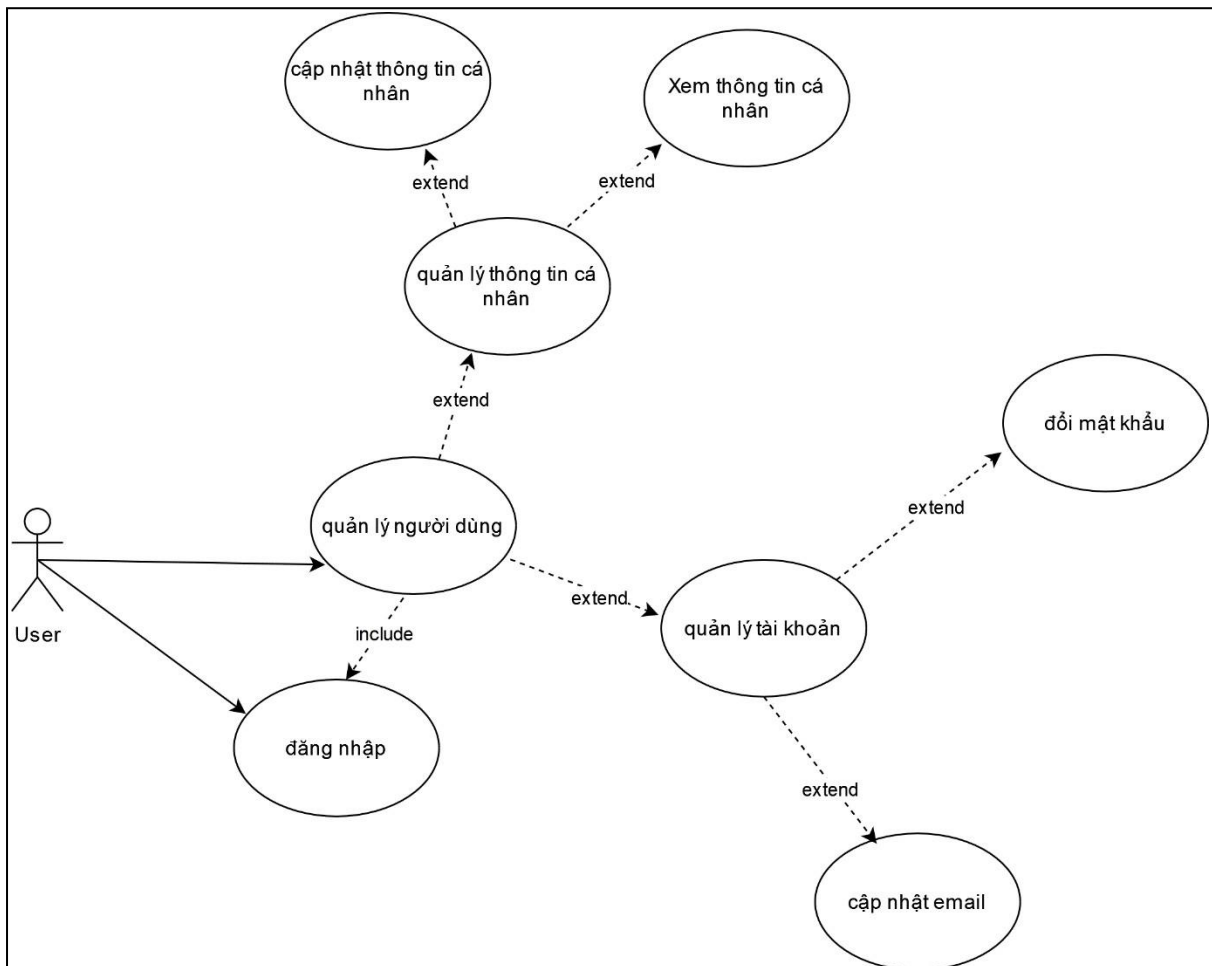 cập nhật thông tin cá
nhân
Xem thông tin cá
nhân
extend
extend
quản lý thông tin cá
nhân
extend
đổi mật khẩu
quản lý người dùng
extend
extend
User
include
quản lý tài khoản
đăng nhập
extend
cập nhật email